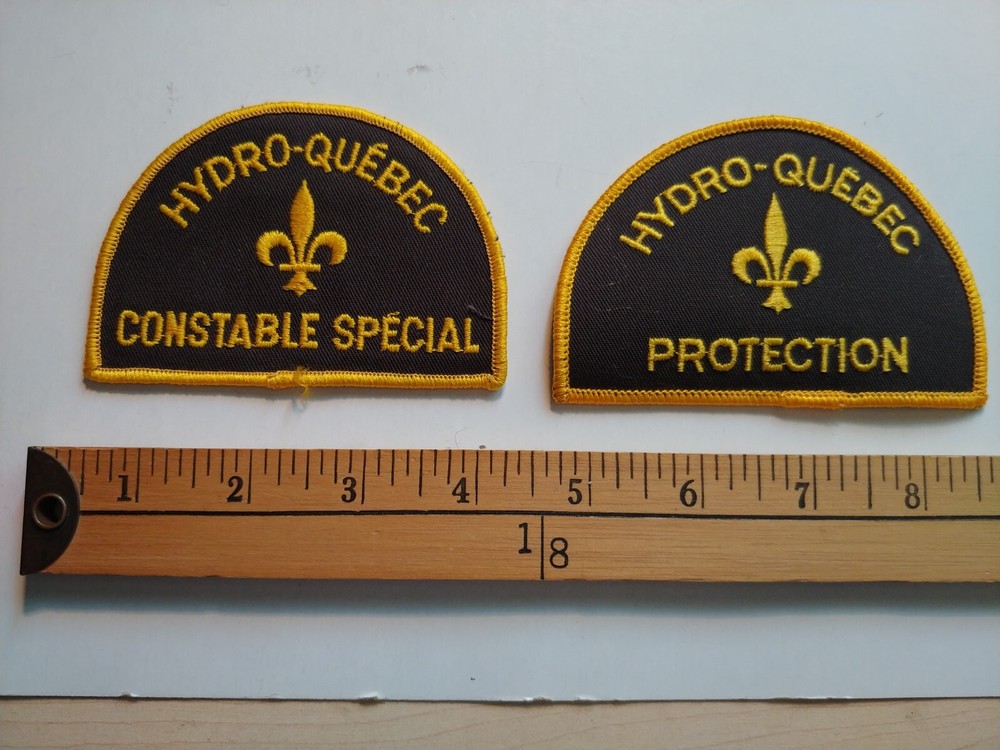 HYDRO-QUÉBEC
CONSTABLE SPÉCIAL
HYDRO-QUÉBEC
PROTECTION
1 2 3 4 5 6 7 8
1 8